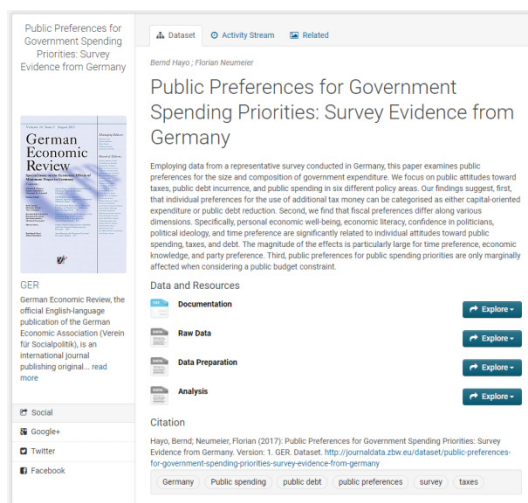 Public Preferences for
Government Spending
Priorities: Survey
Evidence from Germany
German
Economic
Review
GER
German Economic Review, the
official English-language
publication of the German
Economic Association (Verein
für Socialpolitik), is an
international journal
publishing original... read
more
Social
Google+
Twitter
Facebook
Dataset
Activity Stream
Related
Bernd Hayo ; Florian Neumeier
Public Preferences for Government
Spending Priorities: Survey Evidence from
Germany
Employing data from a representative survey conducted in Germany, this paper examines public
preferences for the size and composition of government expenditure. We focus on public attitudes toward
taxes, public debt incurrence, and public spending in six different policy areas. Our findings suggest, first,
that individual preferences for the use of additional tax money can be categorised as either capital-oriented
expenditure or public debt reduction. Second, we find that fiscal preferences differ along various
dimensions. Specifically, personal economic well-being, economic literacy, confidence in politicians,
political ideology, and time preference are significantly related to individual attitudes toward public
spending, taxes, and debt. The magnitude of the effects is particularly large for time preference, economic
knowledge, and party preference. Third, public preferences for public spending priorities are only marginally
affected when considering a public budget constraint.
Data and Resources
Documentation
Explore
Raw Data
Explore
Data Preparation
Explore
Analysis
Explore
Citation
Hayo, Bernd; Neumeier, Florian (2017): Public Preferences for Government Spending Priorities: Survey
Evidence from Germany. Version: 1. GER. Dataset. http://journaldata.zbw.eu/dataset/public-preferences-
for-government-spending-priorities-survey-evidence-from-germany
Germany
Public spending
public debt
public preferences
survey
taxes